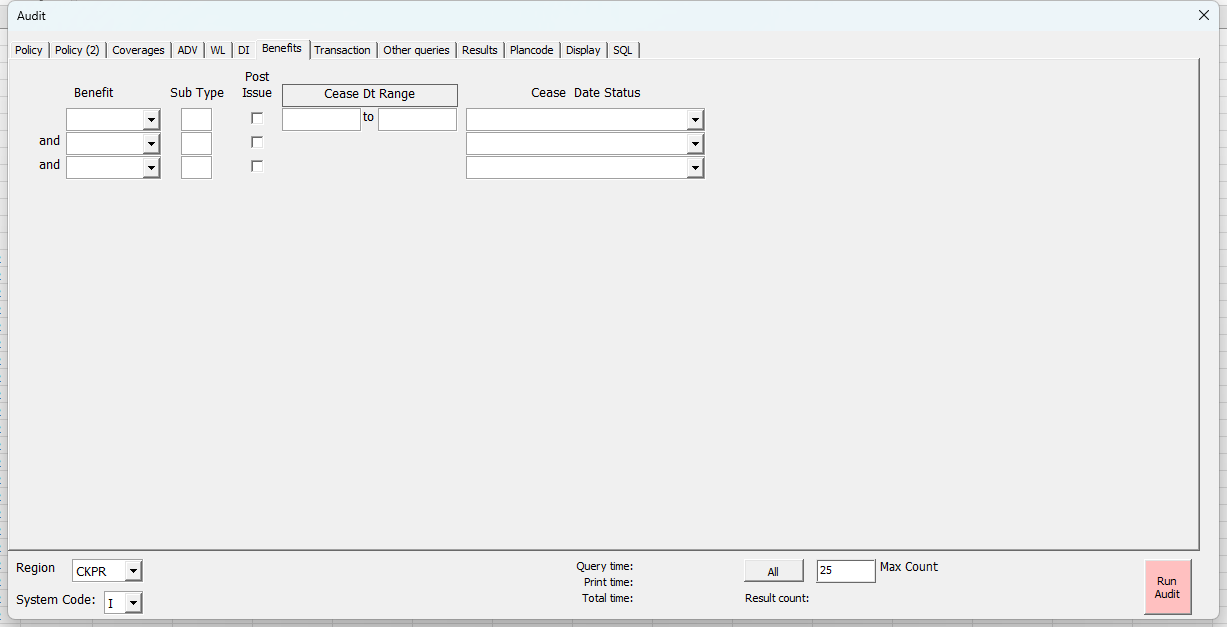 Audit
Policy Policy (2) Coverages ADV WL DI Benefits Transaction Other queries Results Plancode Display SQL
Post
Benefit Sub Type Issue Cease Dt Range Cease Date Status
to
and
and
Region CKPR
System Code: I
Query time:
Print time:
Total time:
All 25 Max Count
Result count:
Run
Audit